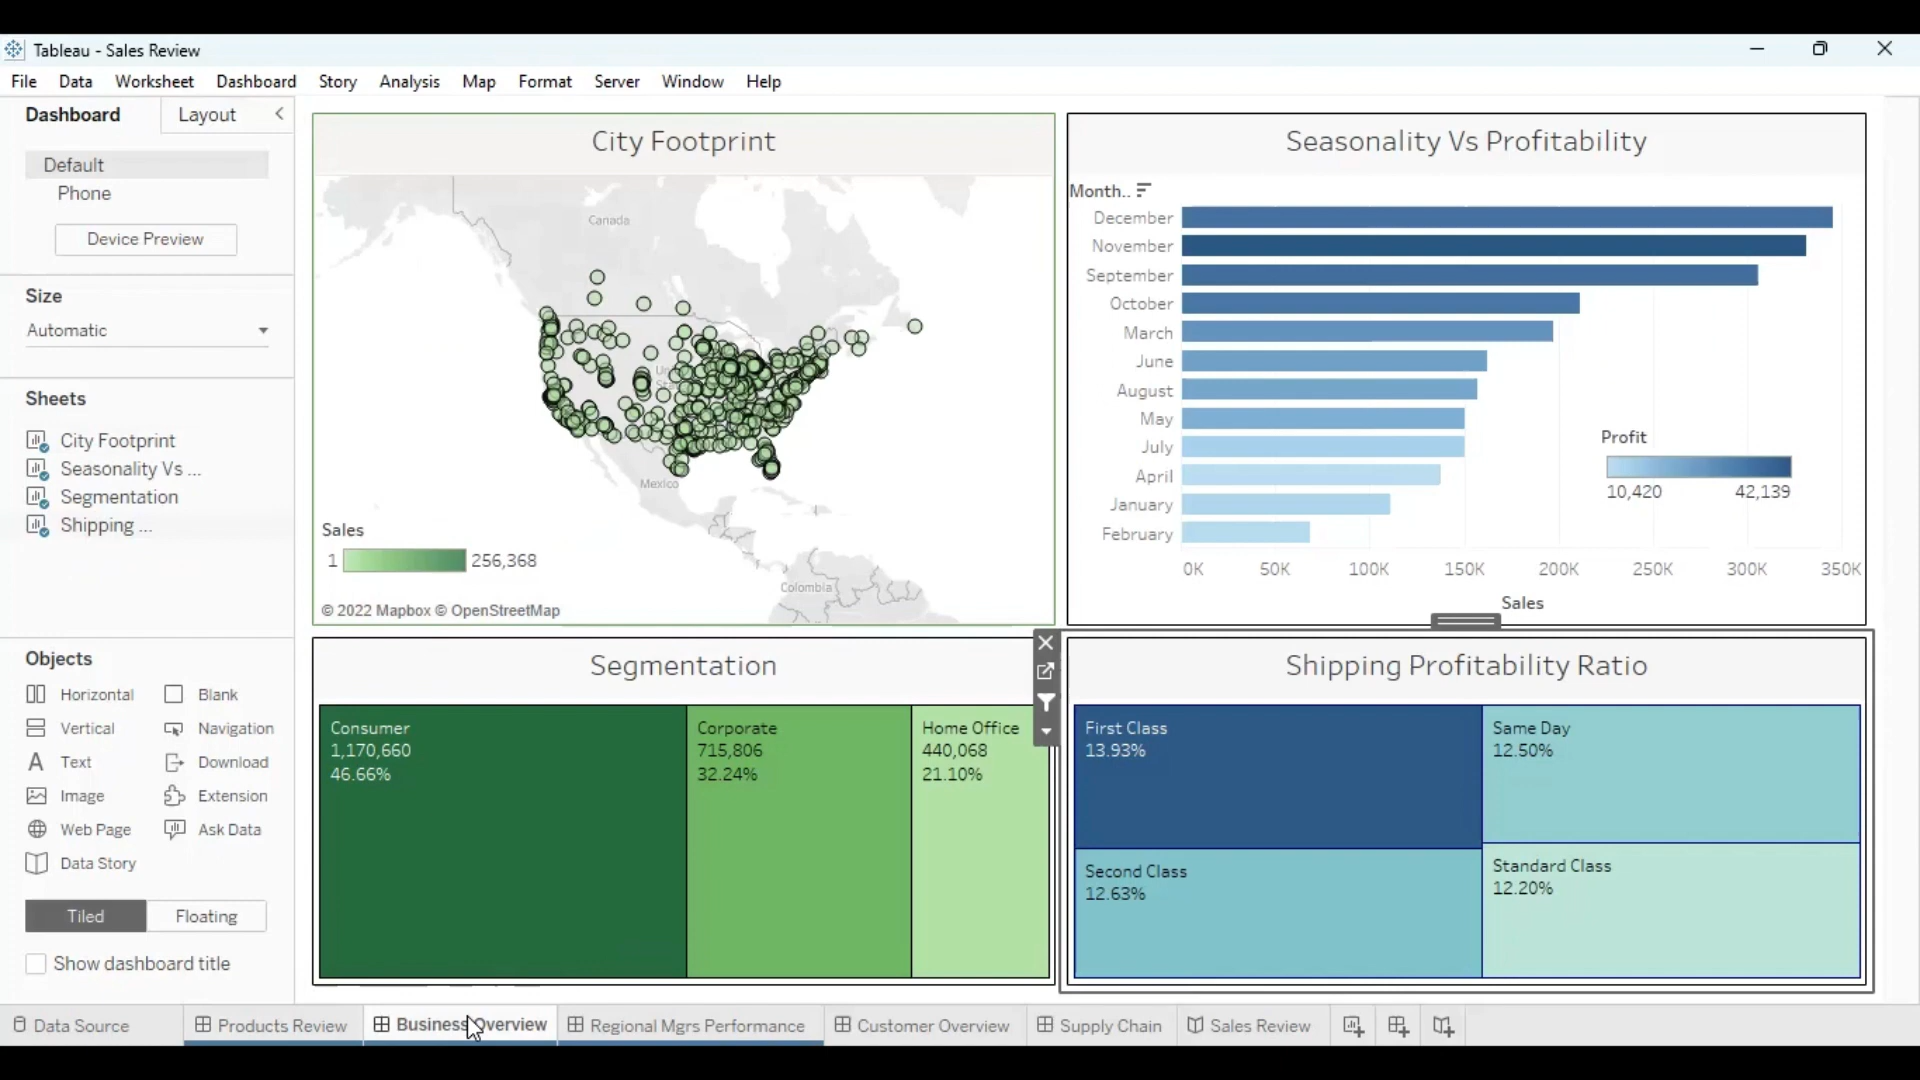 Tableau - Sales Review
File Data Worksheet Dashboard Story Analysis Map Format Server Window Help
Dashboard Layout
Default
Phone
Device Preview
Size
Automatic
Sheets
City Footprint
Seasonality Vs ...
Segmentation
Shipping ...
Objects
Horizontal Blank
Vertical Navigation
Text Download
Image Extension
Web Page Ask Data
Data Story
Tiled Floating
Show dashboard title
City Footprint
Canada
Mexico
Colombia
Sales
1 256,368
© 2022 Mapbox © OpenStreetMap
Seasonality Vs Profitability
Month..
December
November
September
October
March
June
August
May
July
April
January
February
0K 50K 100K 150K 200K 250K 300K 350K
Sales
Profit
10,420 42,139
Segmentation
Consumer
1,170,660
46.66%
Corporate
715,806
32.24%
Home Office
440,068
21.10%
Shipping Profitability Ratio
First Class
13.93%
Same Day
12.50%
Second Class
12.63%
Standard Class
12.20%
Data Source Products Review Business Overview Regional Mgrs Performance Customer Overview Supply Chain Sales Review